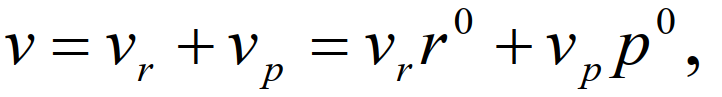 v = v_r + v_p = v_r r^0 + v_p p^0,